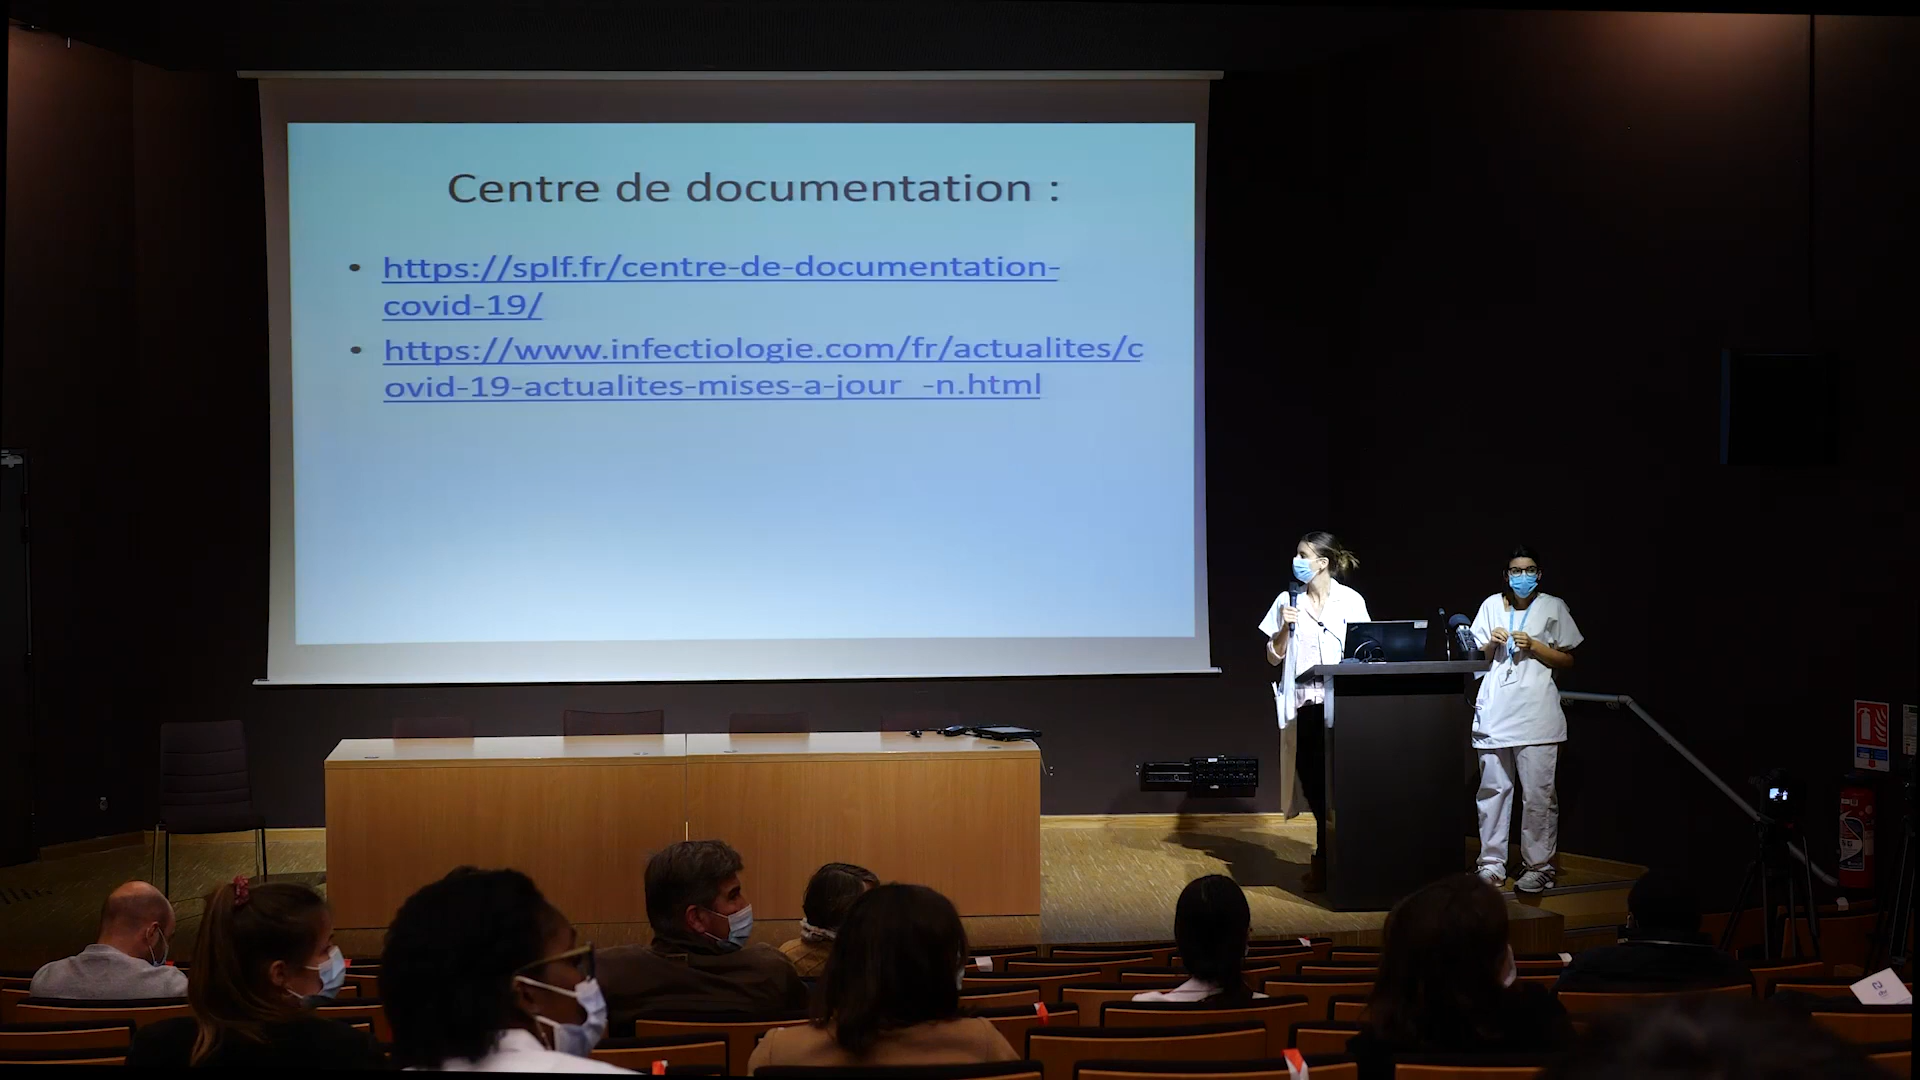 Centre de documentation :
• https://splf.fr/centre-de-documentation-
covid-19/
• https://www.infectiologie.com/fr/actualites/c
ovid-19-actualites-mises-a-jour_-n.html